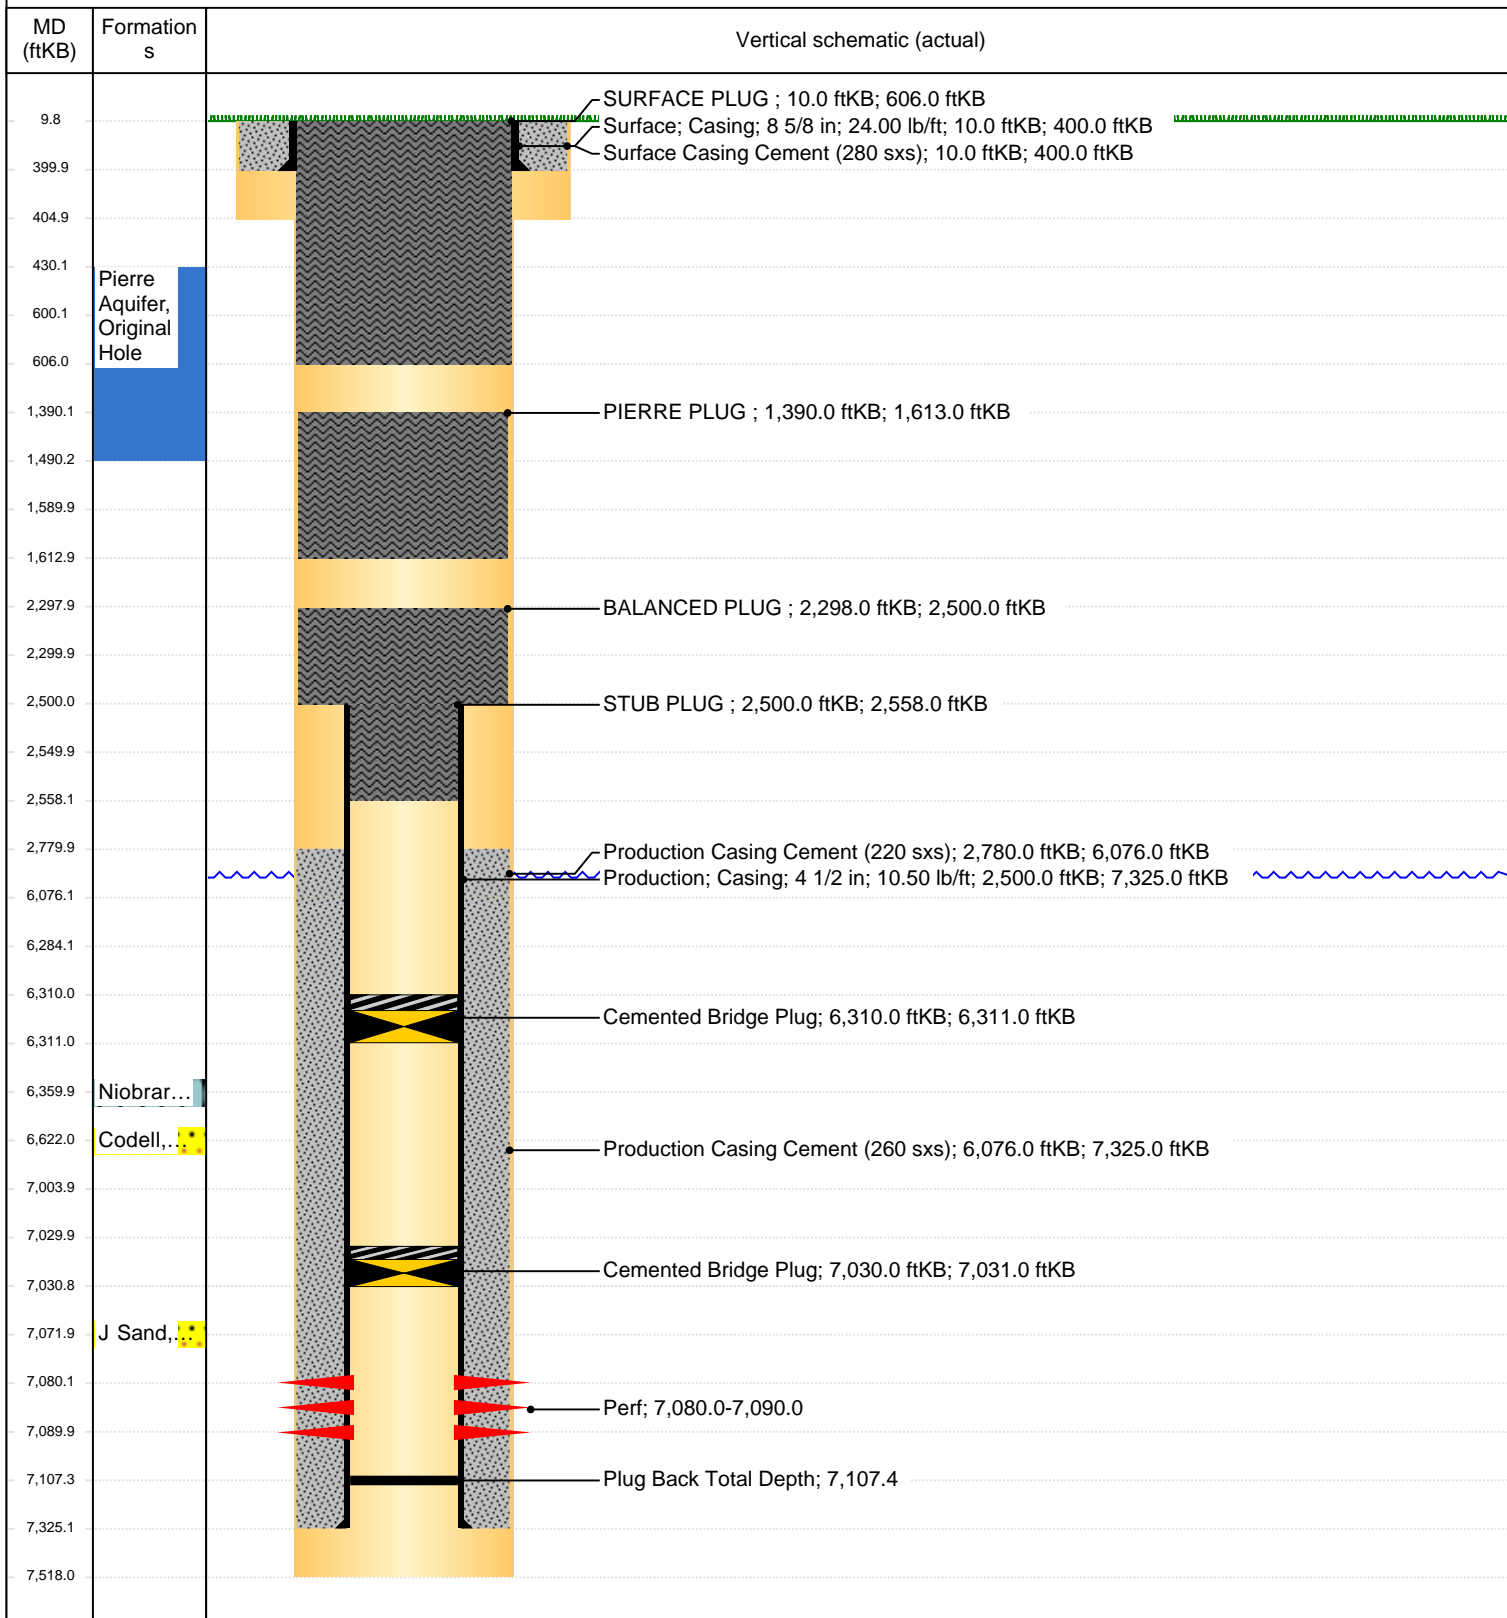 MD
(ftKB)
Formation
s
Vertical schematic (actual)
9.8
SURFACE PLUG ; 10.0 ftKB; 606.0 ftKB
Surface; Casing; 8 5/8 in; 24.00 lb/ft; 10.0 ftKB; 400.0 ftKB
Surface Casing Cement (280 sxs); 10.0 ftKB; 400.0 ftKB
399.9
404.9
430.1
Pierre
Aquifer,
Original
Hole
600.1
606.0
1,390.1
PIERRE PLUG ; 1,390.0 ftKB; 1,613.0 ftKB
1,490.2
1,589.9
1,612.9
2,297.9
BALANCED PLUG ; 2,298.0 ftKB; 2,500.0 ftKB
2,299.9
2,500.0
STUB PLUG ; 2,500.0 ftKB; 2,558.0 ftKB
2,549.9
2,558.1
2,779.9
Production Casing Cement (220 sxs); 2,780.0 ftKB; 6,076.0 ftKB
Production; Casing; 4 1/2 in; 10.50 lb/ft; 2,500.0 ftKB; 7,325.0 ftKB
6,076.1
6,284.1
6,310.0
Cemented Bridge Plug; 6,310.0 ftKB; 6,311.0 ftKB
6,311.0
6,359.9
Niobrar...
6,622.0
Codell,...
Production Casing Cement (260 sxs); 6,076.0 ftKB; 7,325.0 ftKB
7,003.9
7,029.9
Cemented Bridge Plug; 7,030.0 ftKB; 7,031.0 ftKB
7,030.8
7,071.9
J Sand,...
7,080.1
Perf; 7,080.0-7,090.0
7,089.9
7,107.3
Plug Back Total Depth; 7,107.4
7,325.1
7,518.0